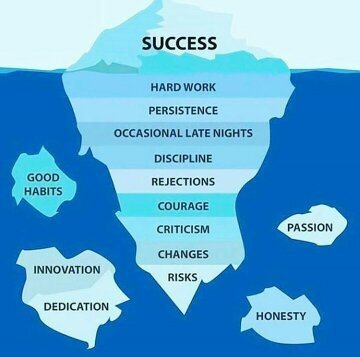 SUCCESS
HARD WORK
PERSISTENCE
OCCASIONAL LATE NIGHTS
DISCIPLINE
REJECTIONS
COURAGE
CRITICISM
CHANGES
RISKS
GOOD
HABITS
PASSION
INNOVATION
DEDICATION
HONESTY